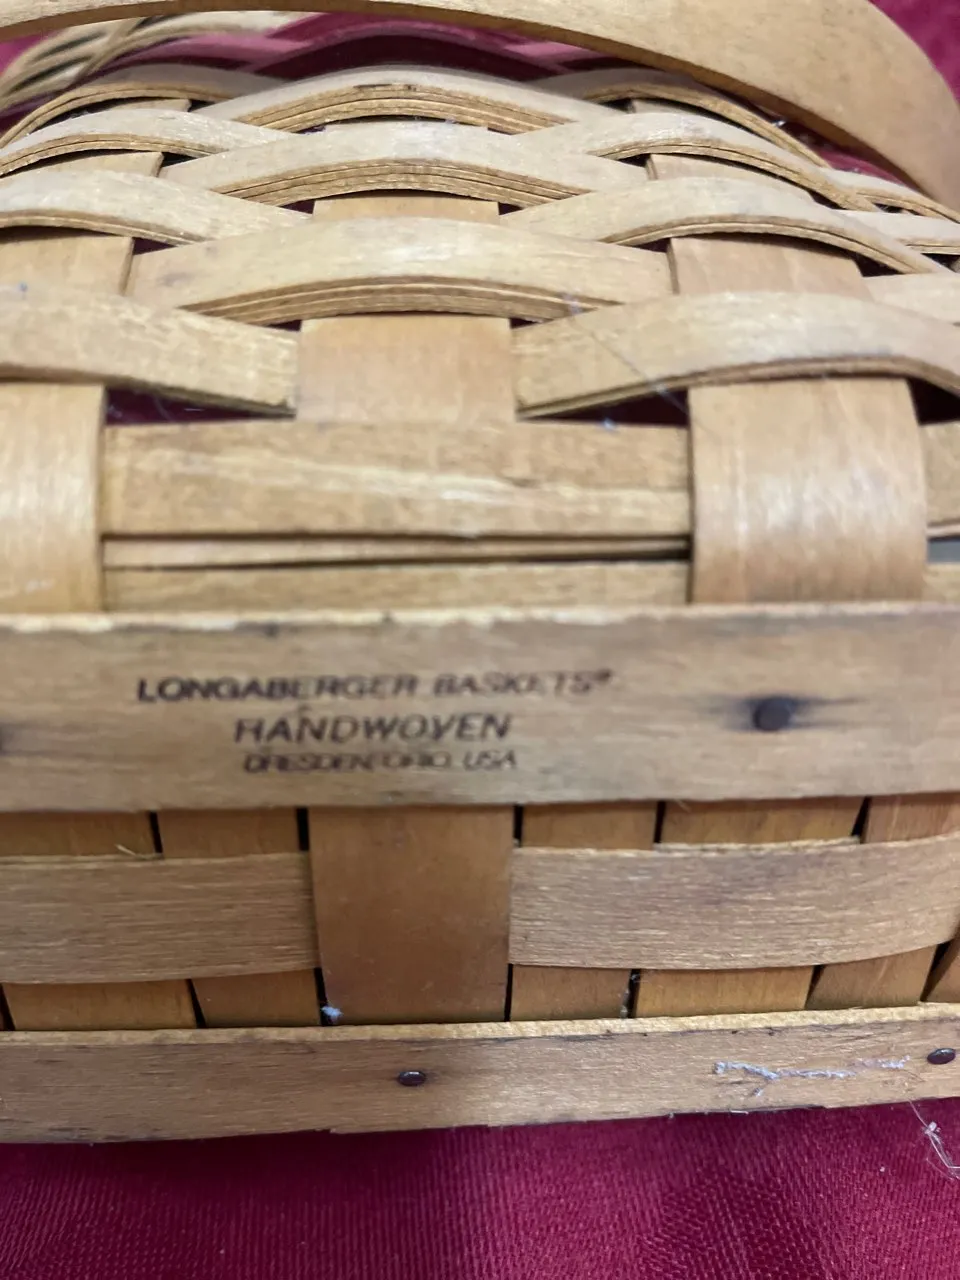 LONGABERGER BASKETS®
HANDWOVEN
DRESDEN, OHIO, USA